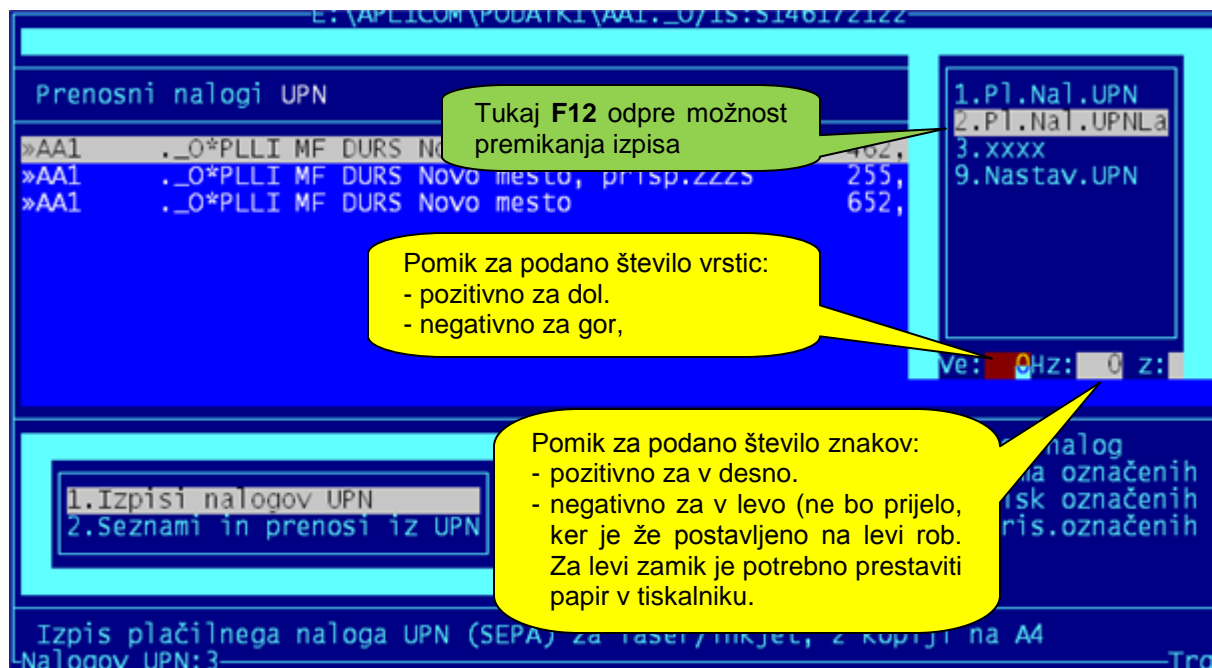 E:\APLICOM\PODATKI\AA1._O/IS:S146172122
Prenosni nalogi UPN
»AA1 ._O*PLLI MF DURS No 462,
»AA1 ._O*PLLI MF DURS Novo mesto, prisp.ZZZS 255,
»AA1 ._O*PLLI MF DURS Novo mesto 652,
Tukaj F12 odpre možnost
premikanja izpisa
1.Pl.Nal.UPN
2.Pl.Nal.UPNLa
3.xxxx
9.Nastav.UPN
Pomik za podano število vrstic:
- pozitivno za dol.
- negativno za gor,
Ve: 0Hz: 0 z:
Pomik za podano število znakov:
- pozitivno za v desno.
- negativno za v levo (ne bo prijelo,
ker je že postavljeno na levi rob.
Za levi zamik je potrebno prestaviti
papir v tiskalniku.
nalog
označenih
isk označenih
ris.označenih
1.Izpisi nalogov UPN
2.Seznami in prenosi iz UPN
Izpis plačilnega naloga UPN (SEPA) za laser/inkjet, 2 kopiji na A4
Nalogov UPN:3